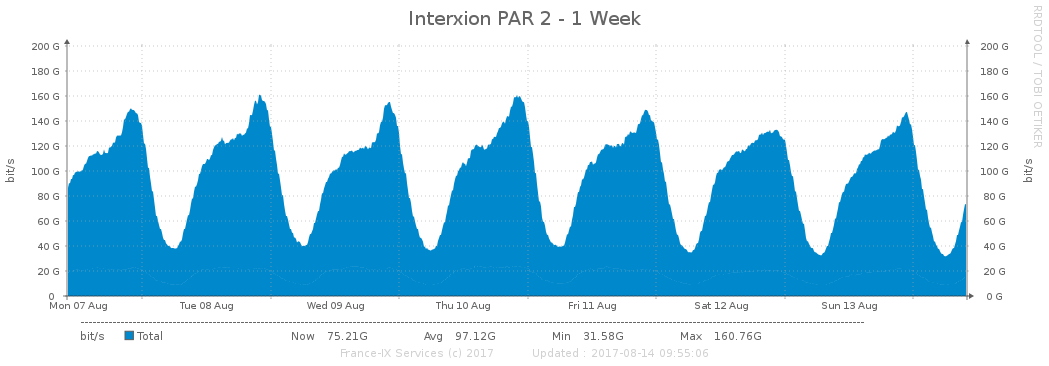 Interxion PAR 2 - 1 Week
RRDTOOL / TOBI OETIKER
bit/s
bit/s
200 G 200 G
180 G 180 G
160 G 160 G
140 G 140 G
120 G 120 G
100 G 100 G
80 G 80 G
60 G 60 G
40 G 40 G
20 G 20 G
0 0 G
Mon 07 Aug Tue 08 Aug Wed 09 Aug Thu 10 Aug Fri 11 Aug Sat 12 Aug Sun 13 Aug
bit/s Total Now 75.21G Avg 97.12G Min 31.58G Max 160.76G
France-IX Services (c) 2017 Updated : 2017-08-14 09:55:06